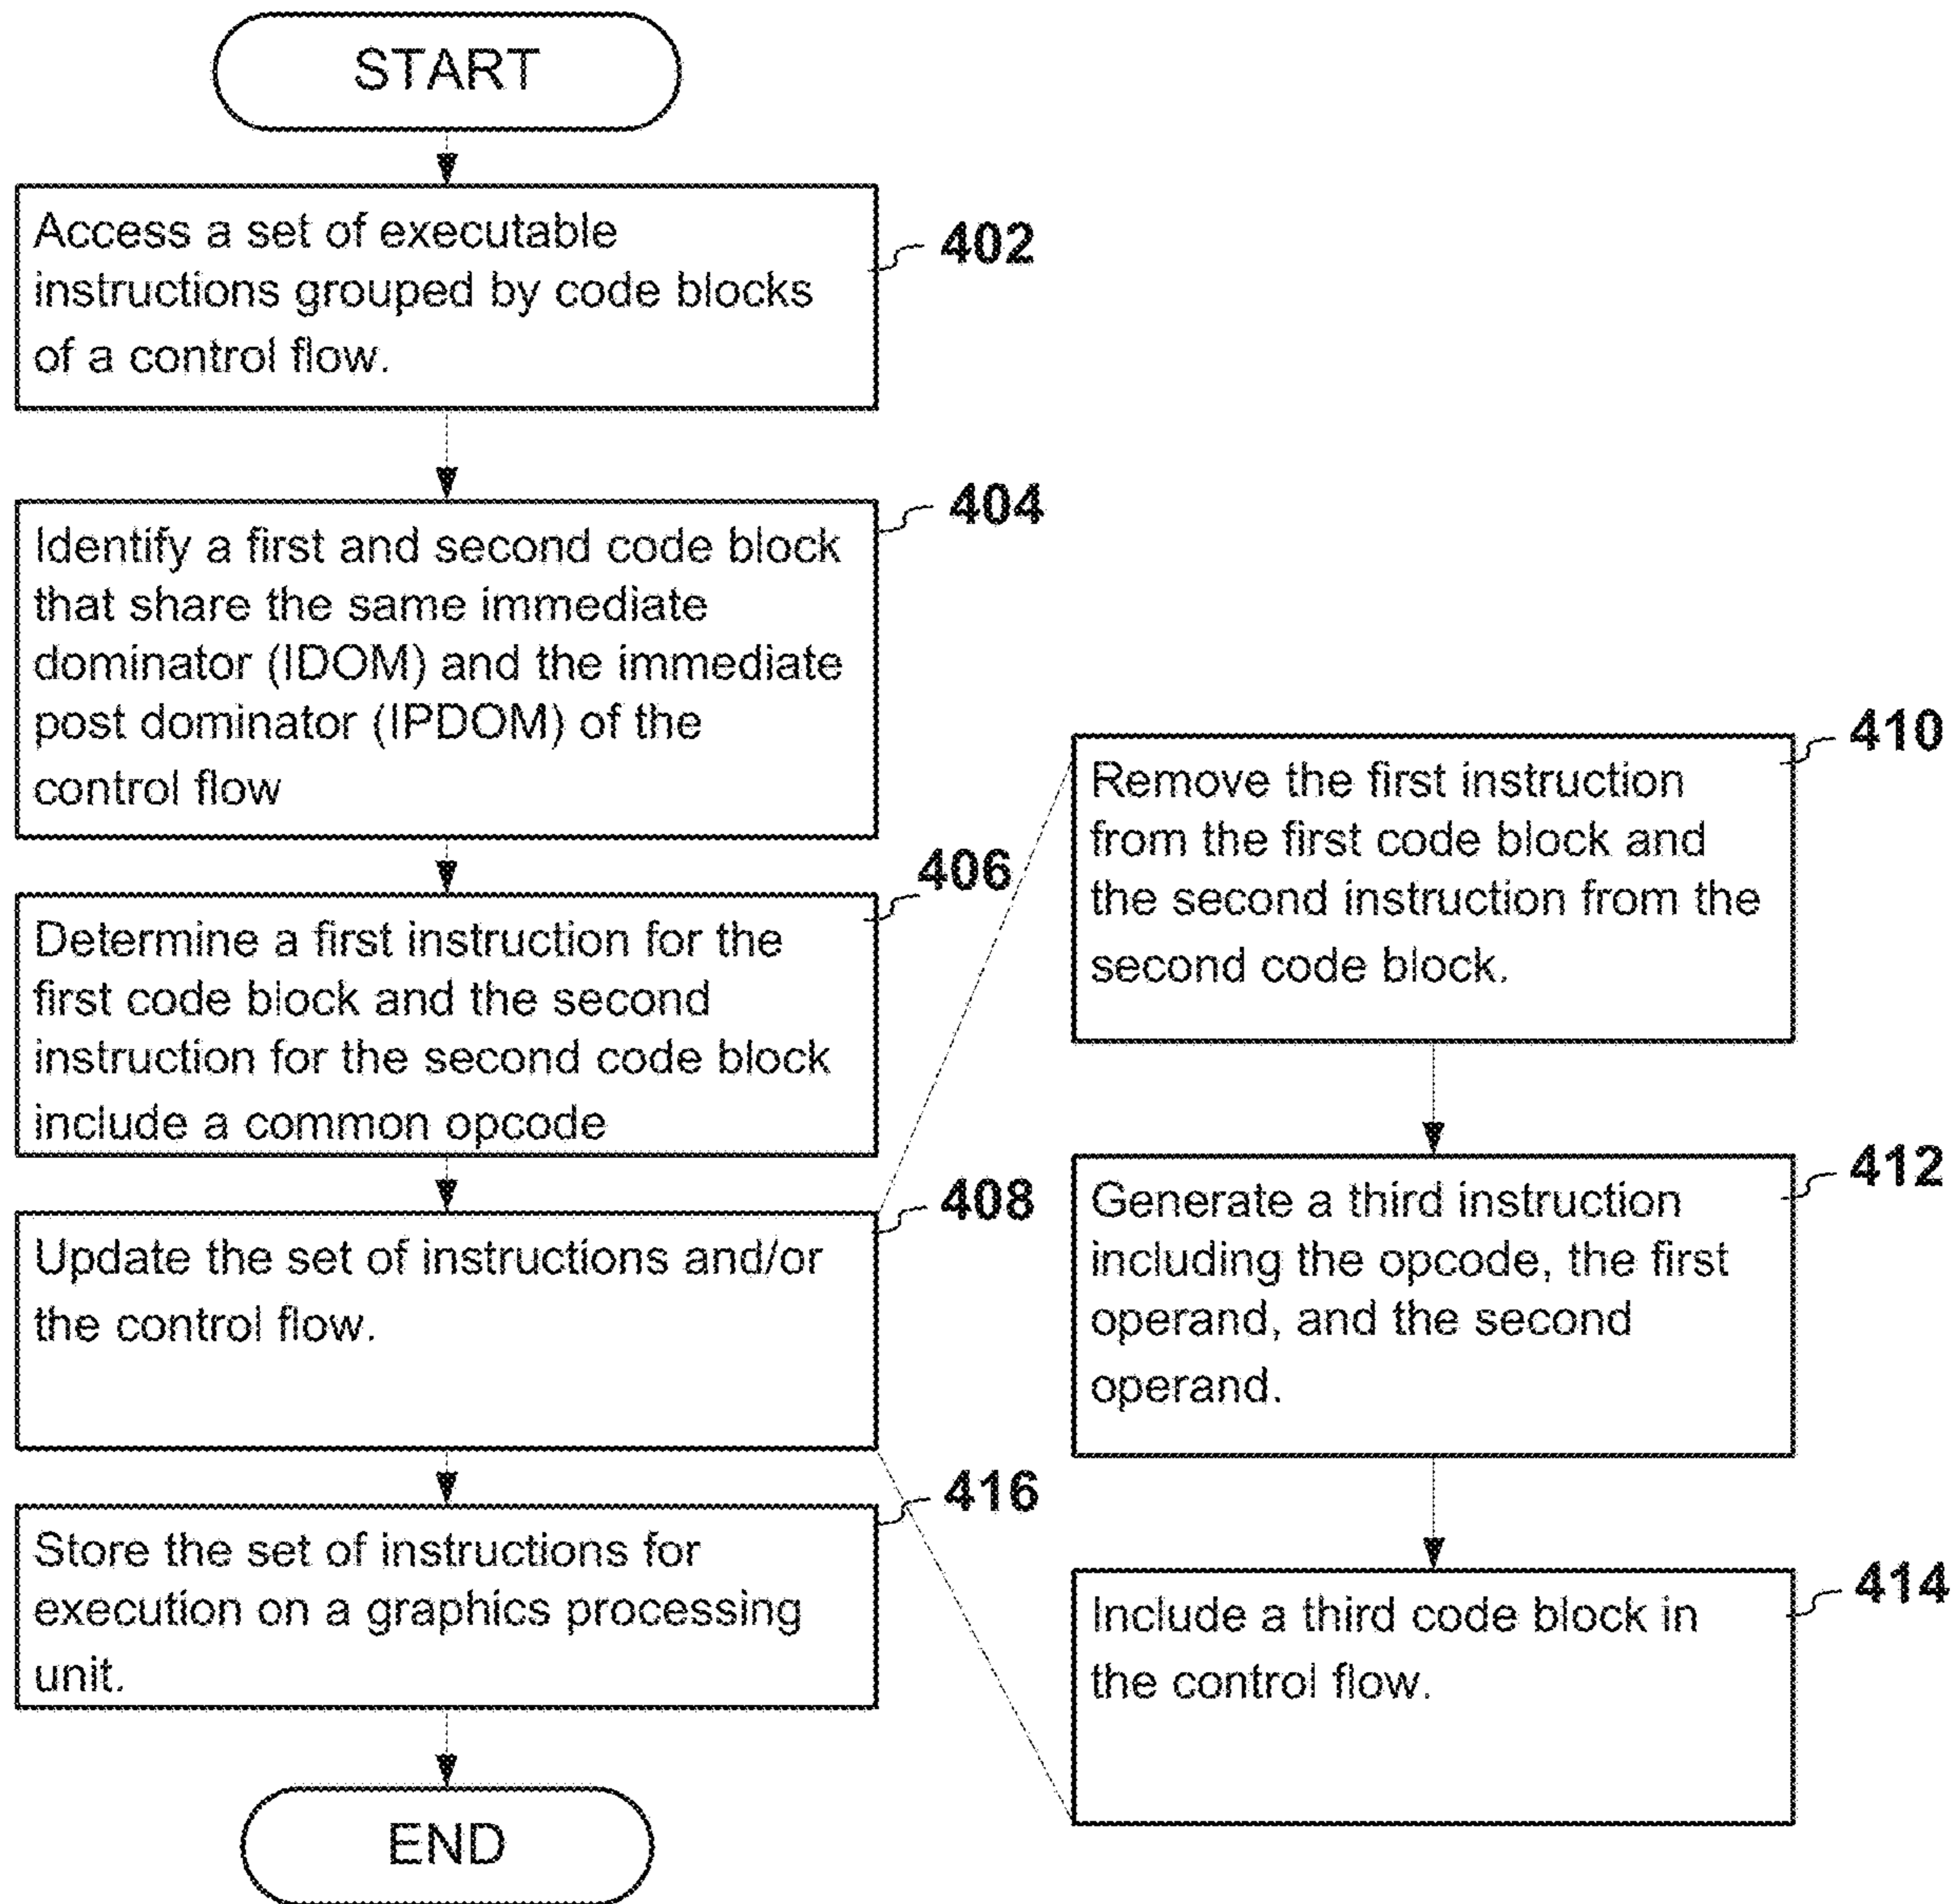 START
Access a set of executable
instructions grouped by code blocks
of a control flow.
402
Identify a first and second code block
that share the same immediate
dominator (IDOM) and the immediate
post dominator (IPDOM) of the
control flow
404
Determine a first instruction for the
first code block and the second
instruction for the second code block
include a common opcode
406
Update the set of instructions and/or
the control flow.
408
Remove the first instruction
from the first code block and
the second instruction from the
second code block.
410
Generate a third instruction
including the opcode, the first
operand, and the second
operand.
412
Include a third code block in
the control flow.
414
Store the set of instructions for
execution on a graphics processing
unit.
416
END